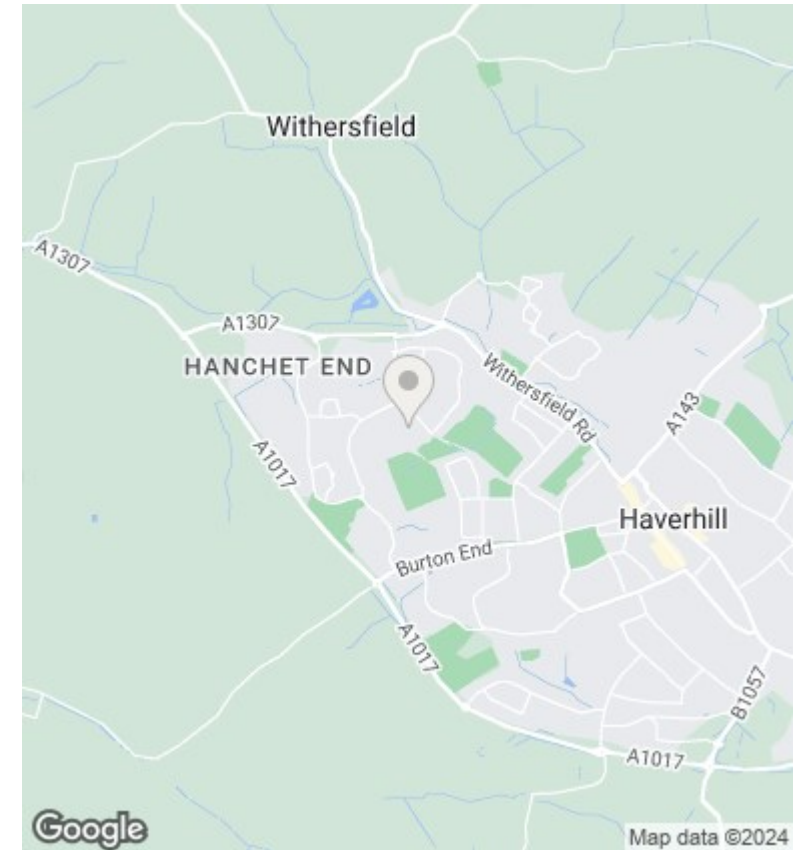 Withersfield
A1307
A1307
HANCHET END
Withersfield Rd
A143
A1017
Haverhill
Burton End
A1017
B1057
A1017
Google
Map data ©2024